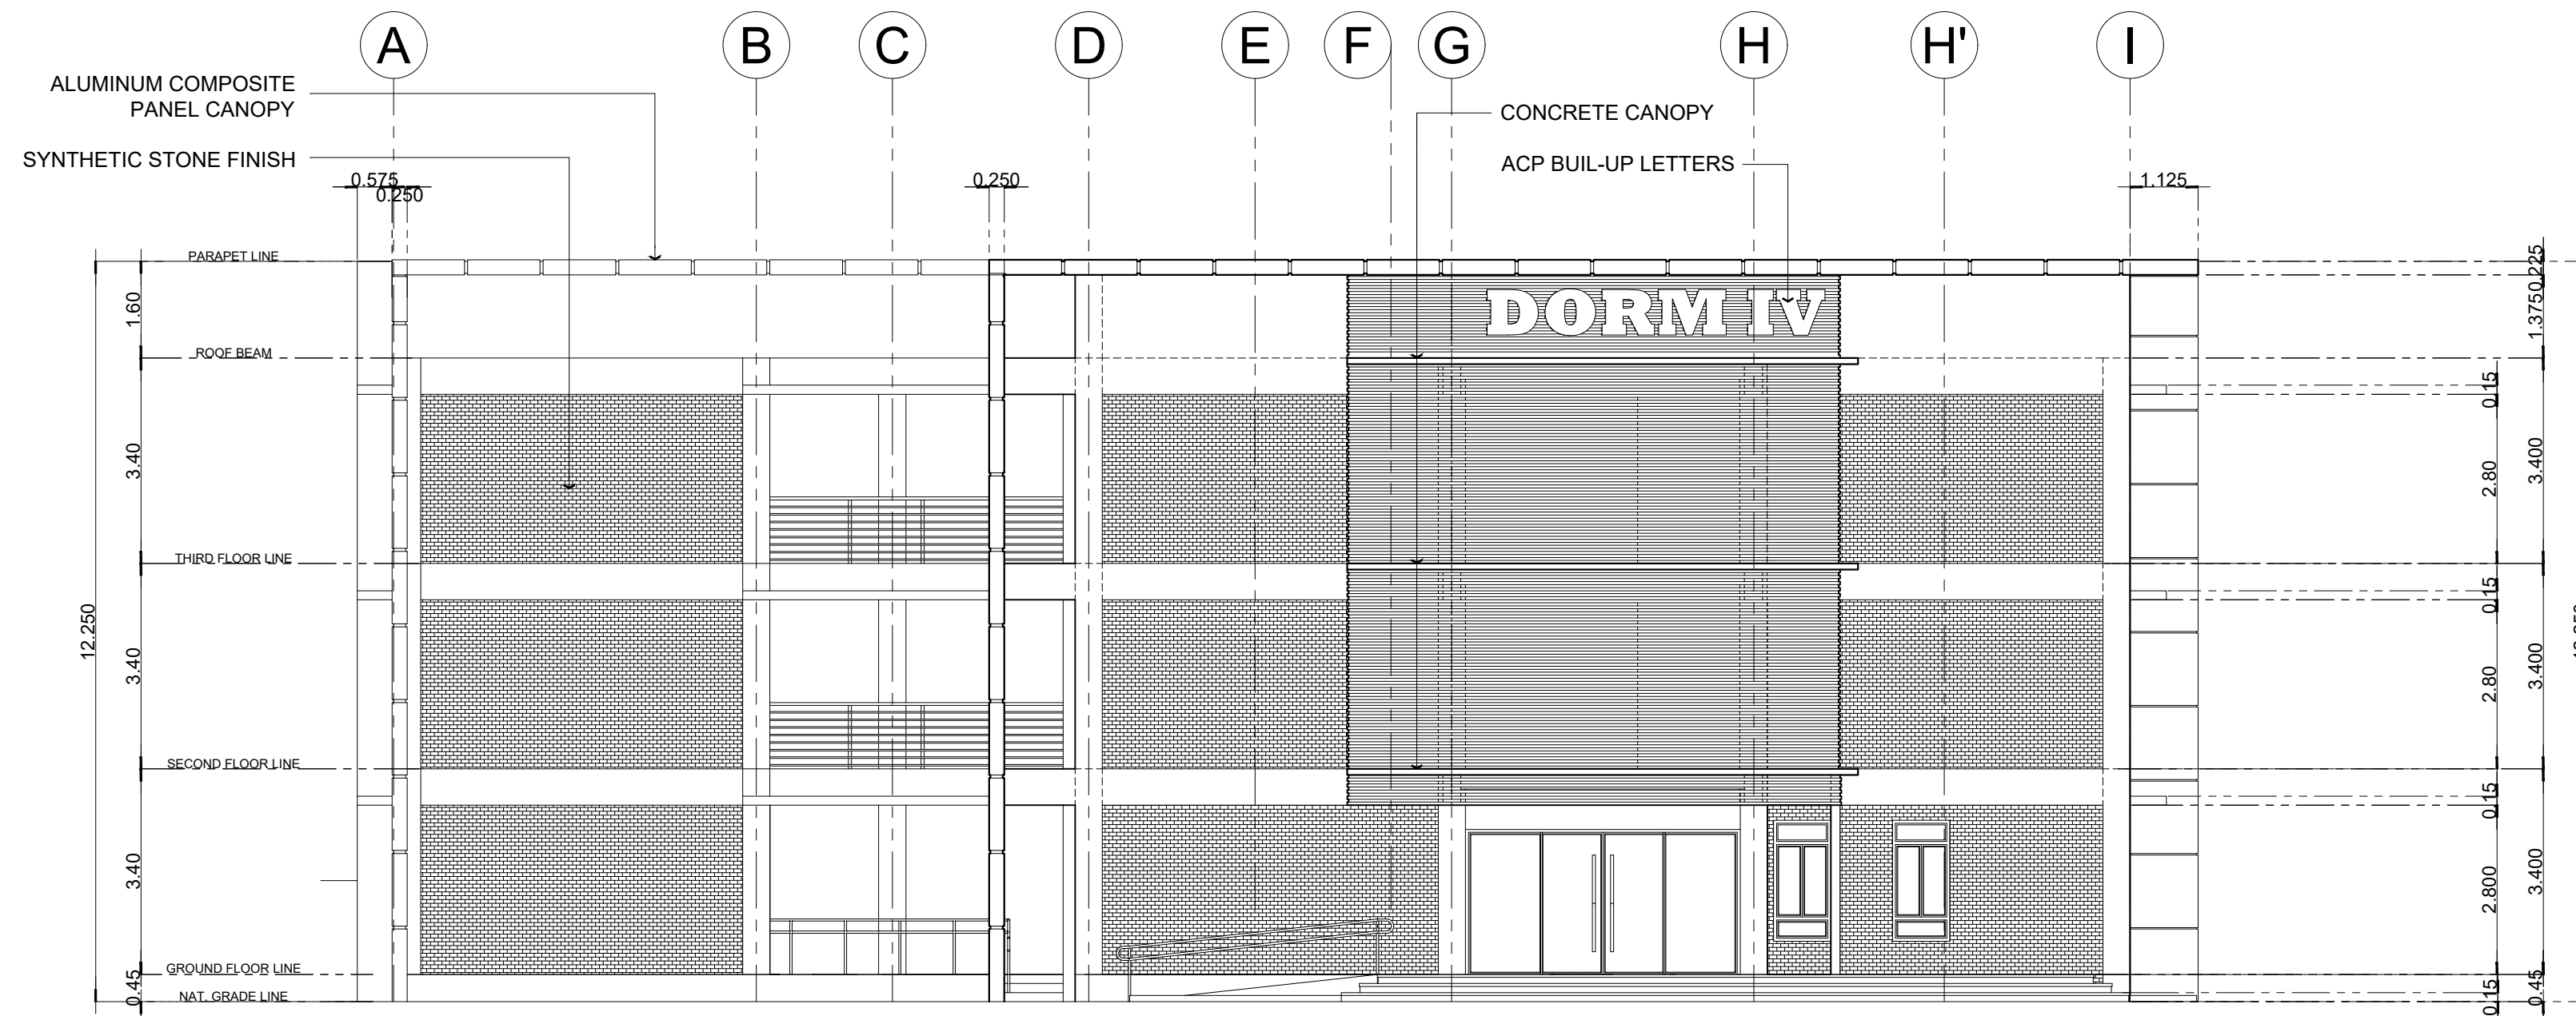 A B C D E F G H H' I
ALUMINUM COMPOSITE
PANEL CANOPY
SYNTHETIC STONE FINISH
CONCRETE CANOPY
ACP BUIL-UP LETTERS
0.575
0.250
0.250
1.125
PARAPET LINE
DORM IV
ROOF BEAM
THIRD FLOOR LINE
SECOND FLOOR LINE
GROUND FLOOR LINE
NAT. GRADE LINE
12.250
1.60
3.40
3.40
3.40
0.45
0.15
2.80
0.15
2.80
0.15
2.800
0.15
0.225
1.375
3.400
3.400
3.400
0.45